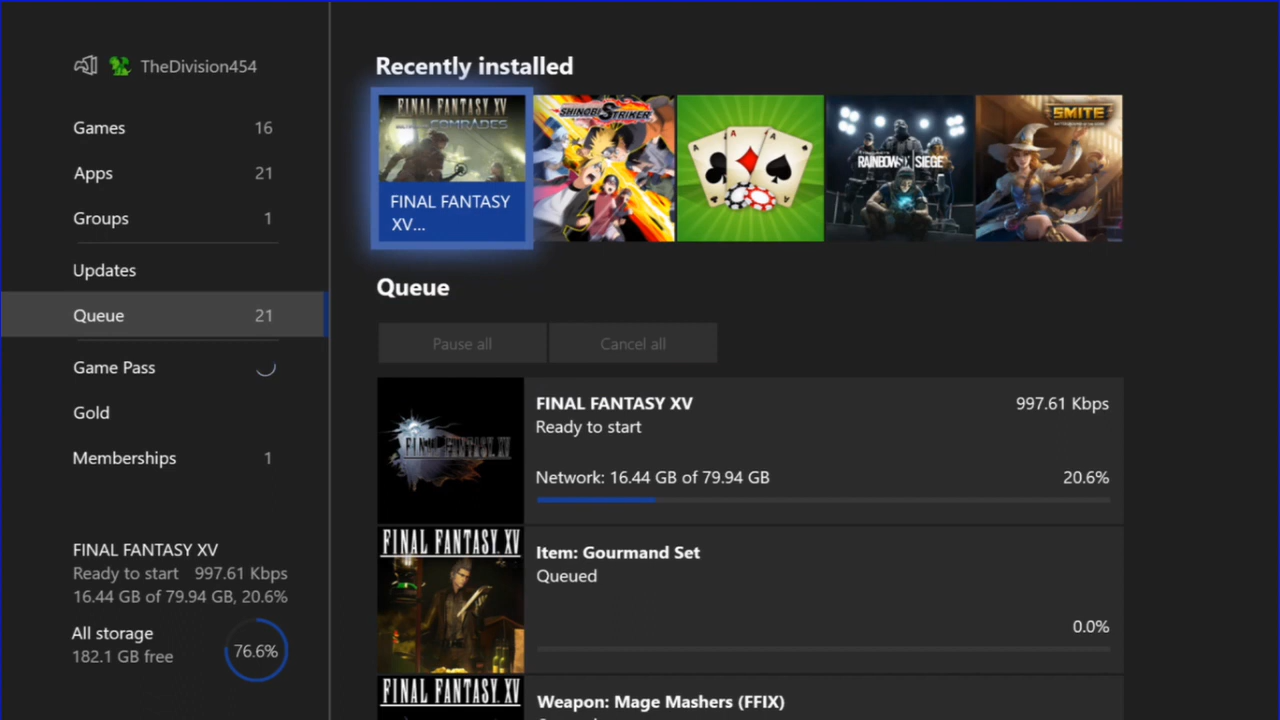 TheDivision454
Games 16
Apps 21
Groups 1
Updates
Queue 21
Game Pass
Gold
Memberships 1
FINAL FANTASY XV
Ready to start 997.61 Kbps
16.44 GB of 79.94 GB, 20.6%
All storage
182.1 GB free
76.6%
Recently installed
FINAL FANTASY XV
COMRADES
FINAL FANTASY
XV...
SHINOBI STRIKER
A A A
RAINBOW SIX SIEGE
SMITE
Queue
Pause all Cancel all
FINAL FANTASY XV
FINAL FANTASY XV 997.61 Kbps
Ready to start
Network: 16.44 GB of 79.94 GB 20.6%
FINAL FANTASY XV
Item: Gourmand Set
Queued
0.0%
FINAL FANTASY XV
Weapon: Mage Mashers (FFIX)